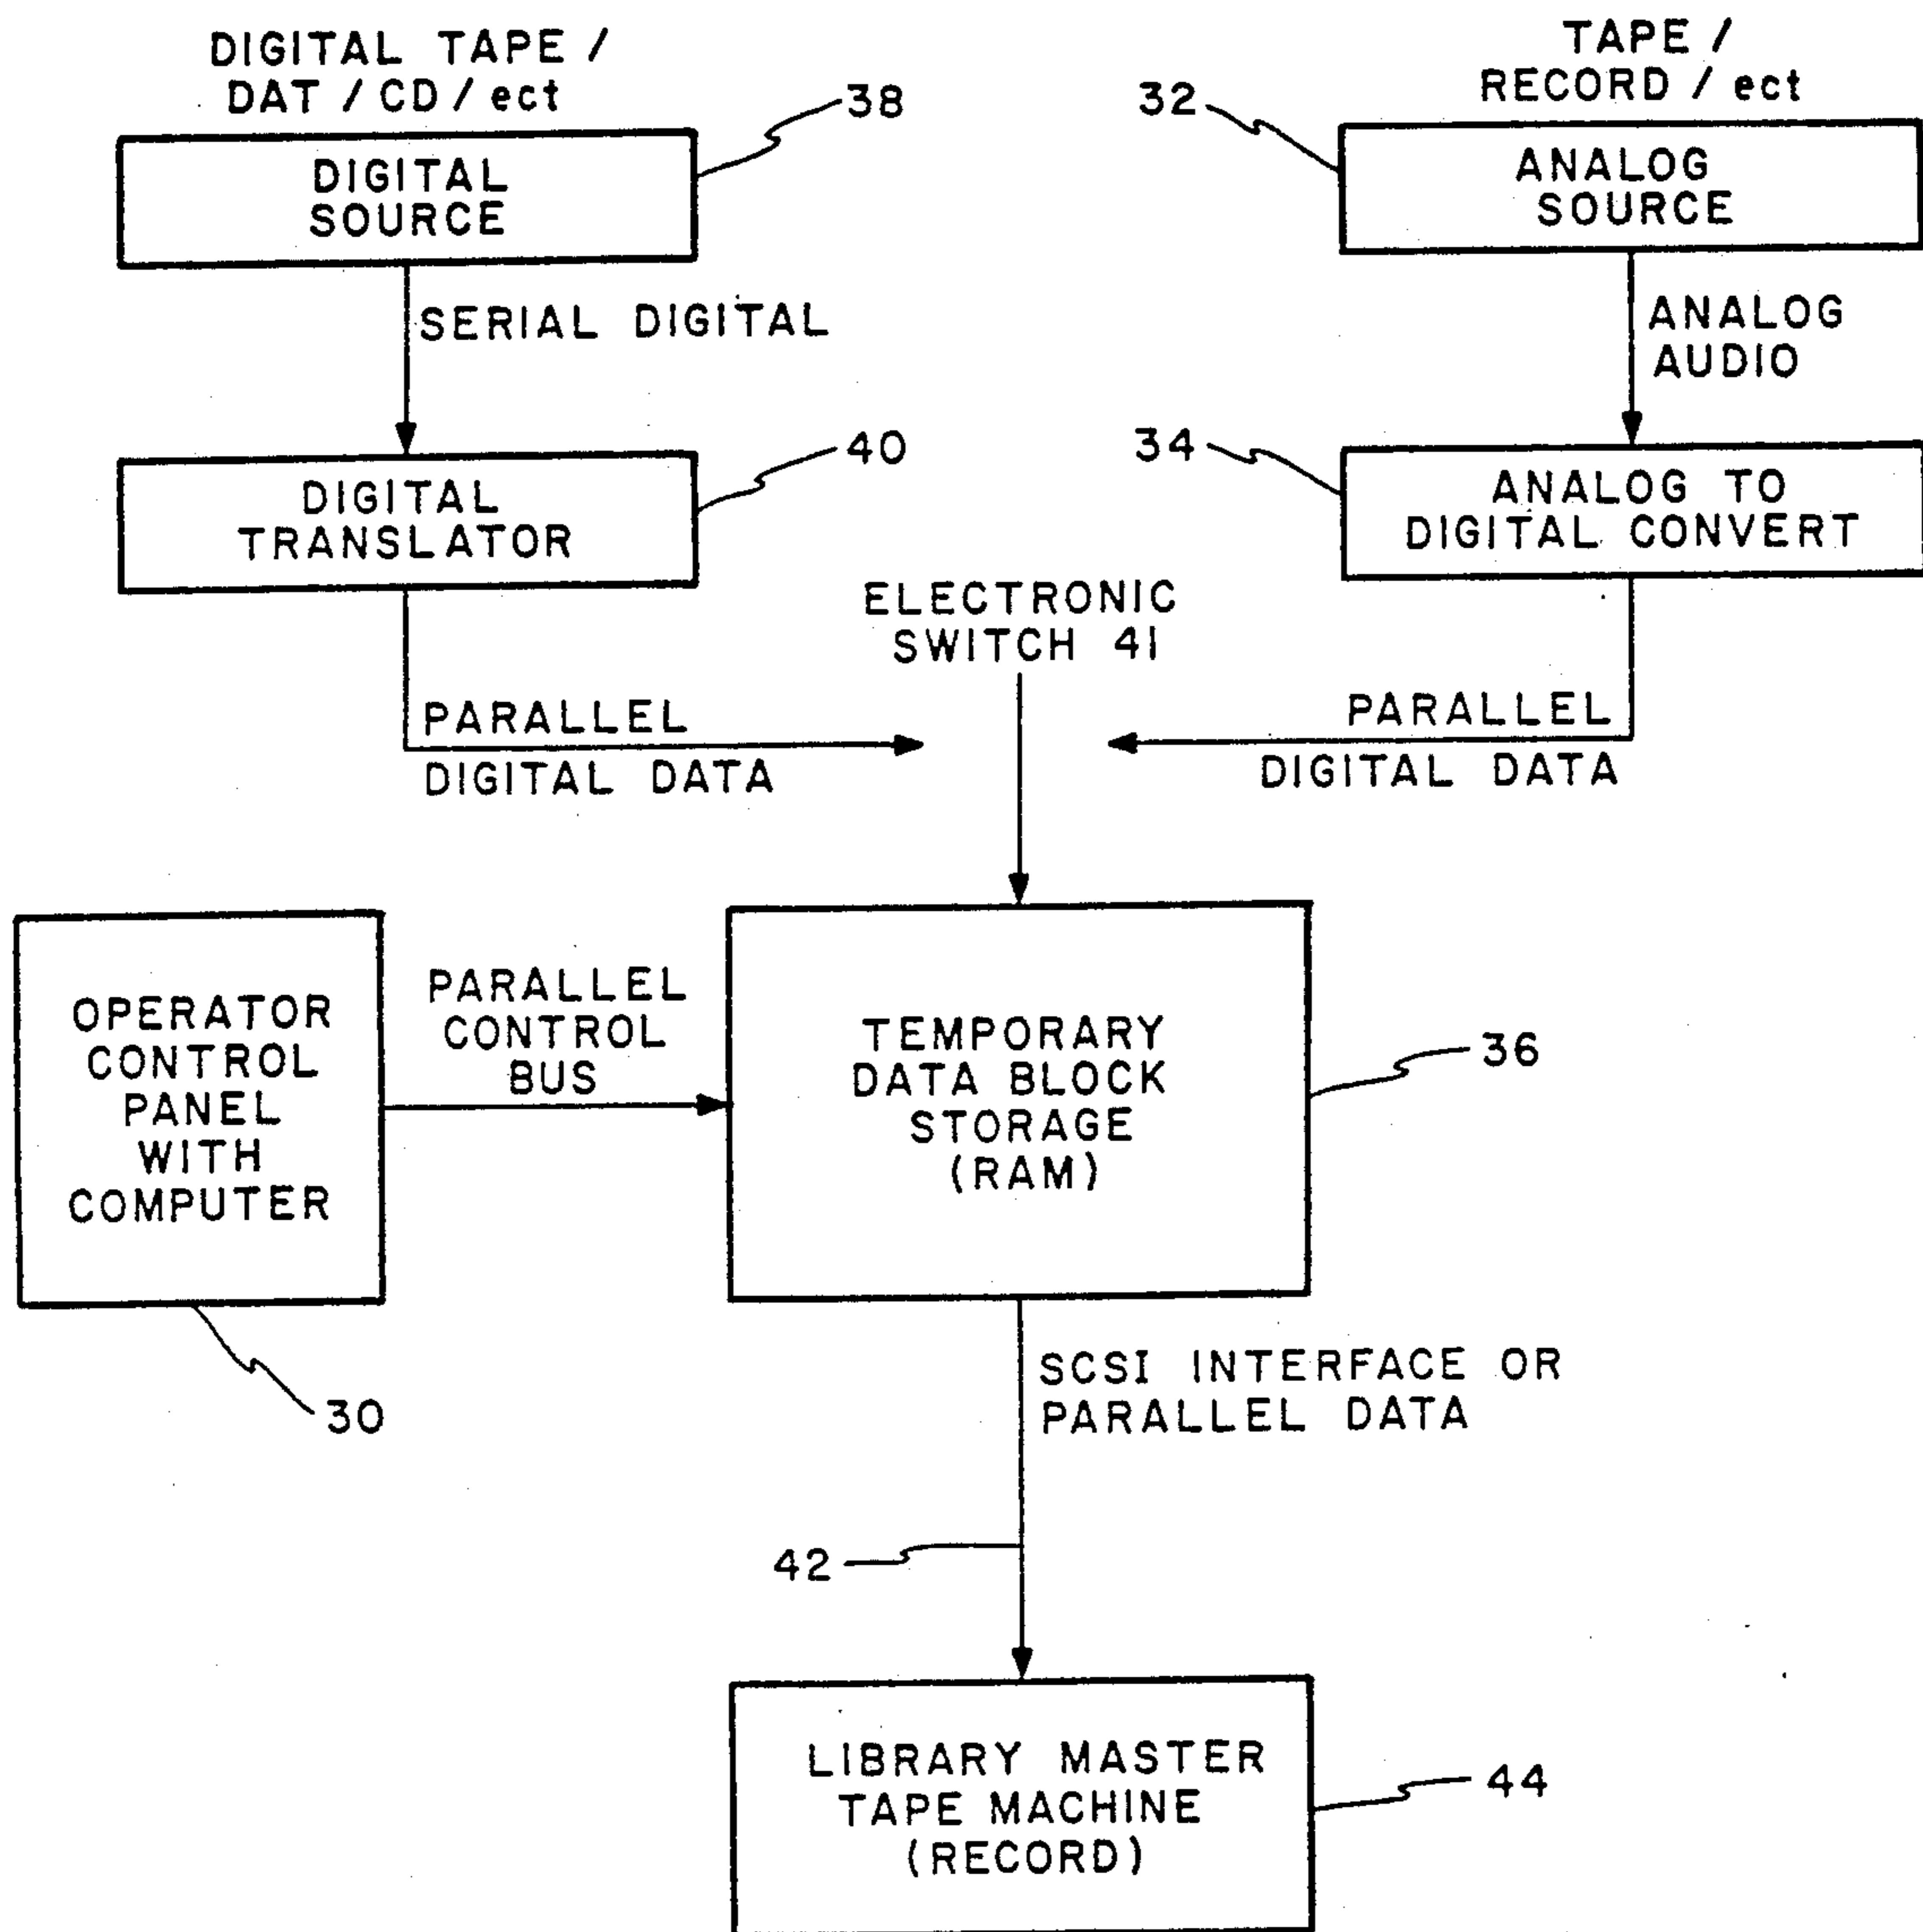 DIGITAL TAPE /
DAT / CD / ect
38
DIGITAL
SOURCE
SERIAL DIGITAL
40
DIGITAL
TRANSLATOR
PARALLEL
DIGITAL DATA
TAPE /
RECORD / ect
32
ANALOG
SOURCE
ANALOG
AUDIO
34
ANALOG TO
DIGITAL CONVERT
PARALLEL
DIGITAL DATA
ELECTRONIC
SWITCH 41
OPERATOR
CONTROL
PANEL
WITH
COMPUTER
30
PARALLEL
CONTROL
BUS
TEMPORARY
DATA BLOCK
STORAGE
(RAM)
36
SCSI INTERFACE OR
PARALLEL DATA
42
LIBRARY MASTER
TAPE MACHINE
(RECORD)
44